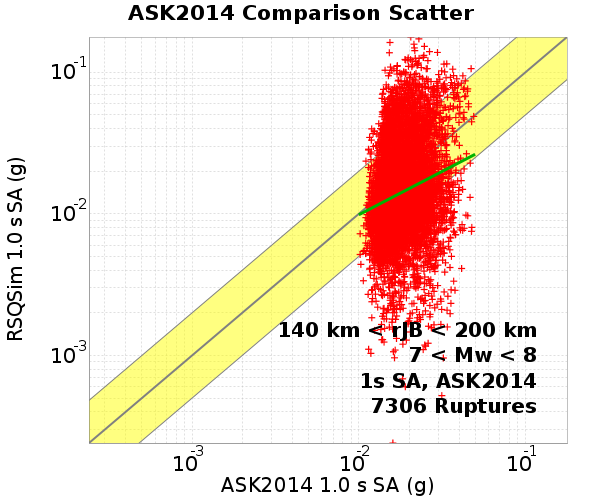 ASK2014 Comparison Scatter
RSQSim 1.0 s SA (g)
10-1
10-2
10-3
140 km < rJB < 200 km
7 < Mw < 8
1s SA, ASK2014
7306 Ruptures
10-3
10-2
10-1
ASK2014 1.0 s SA (g)